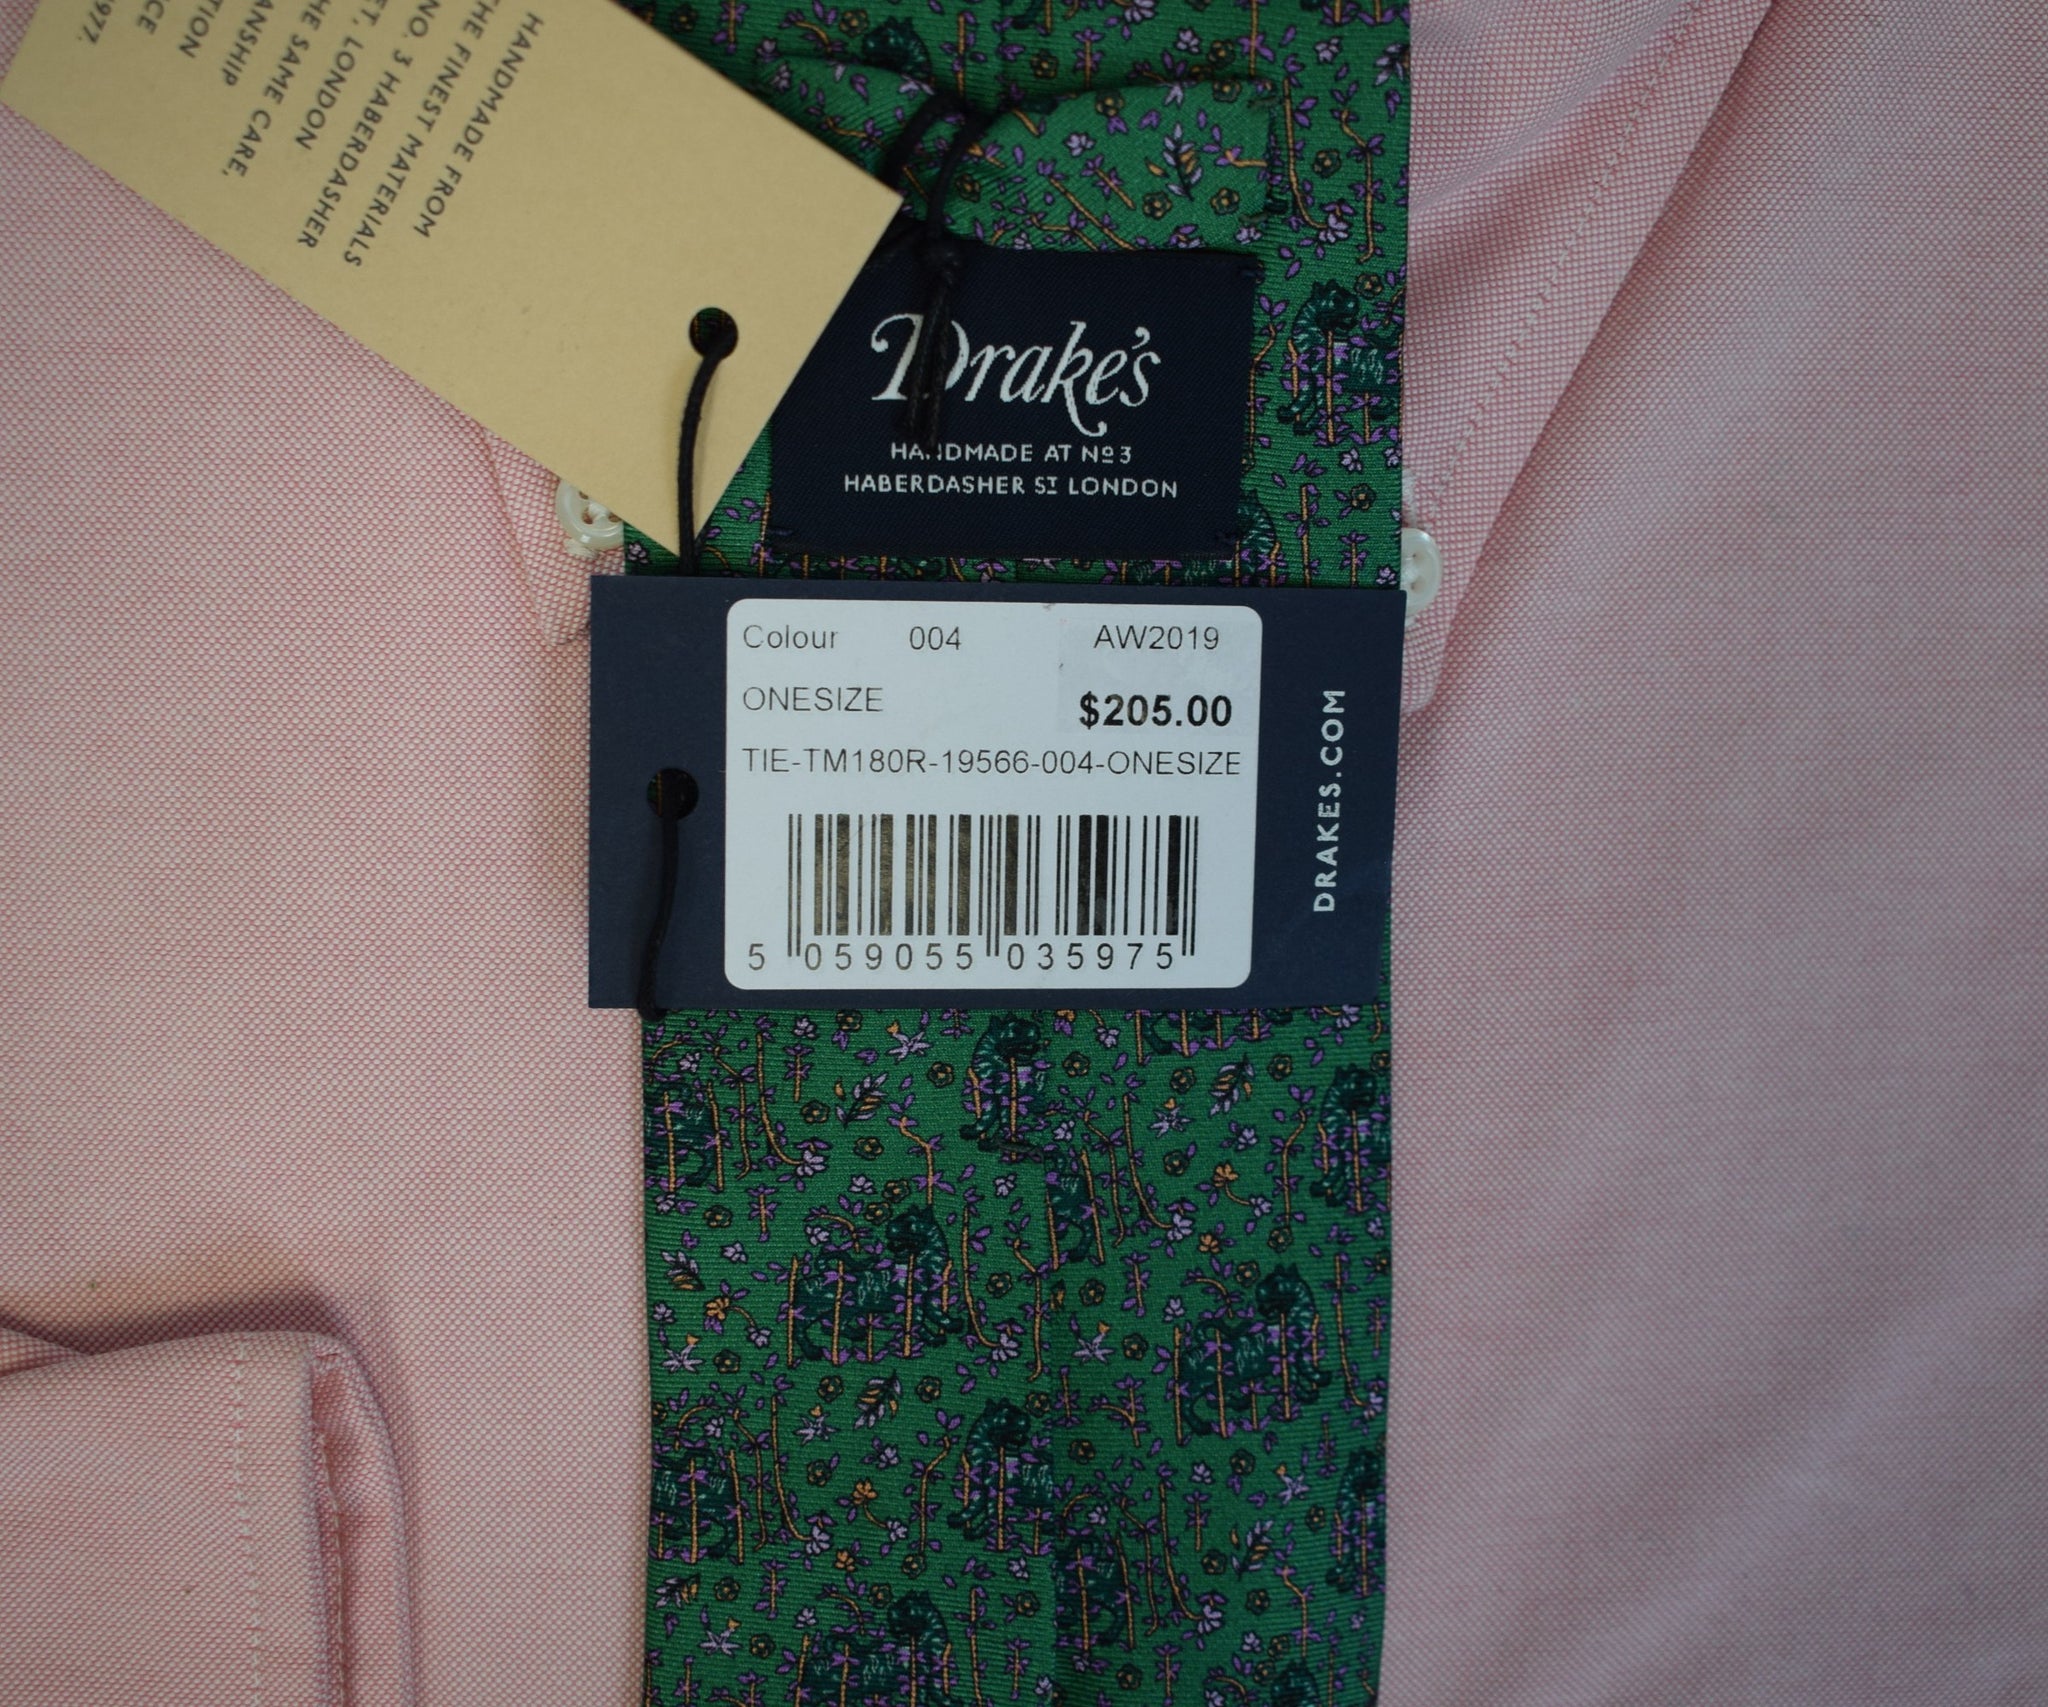 HANDMADE FROM
THE FINEST MATERIALS
NO. 3 HABERDASHER
LONDON
THE SAME CARE,
1977.
Drake's
HANDMADE AT Nº3
HABERDASHER ST LONDON
Colour 004 AW2019
ONESIZE $205.00
TIE-TM180R-19566-004-ONESIZE
5 059055 035975
DRAKES.COM